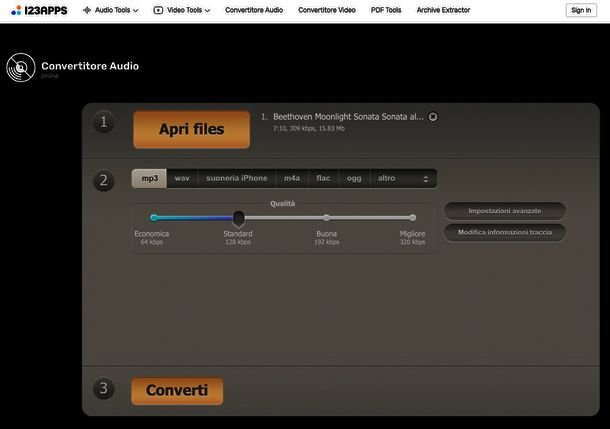 123APPS Audio Tools Video Tools Convertitore Audio Convertitore Video PDF Tools Archive Extractor Sign In
Convertitore Audio
online
1 Apri files 1. Beethoven Moonlight Sonata Sonata al...
7:10, 309 kbps, 15.83 Mb
2 mp3 wav suoneria iPhone m4a flac ogg altro
Qualità
Impostazioni avanzate
Economica Standard Buona Migliore
64 kbps 128 kbps 192 kbps 320 kbps
Modifica informazioni traccia
3 Converti